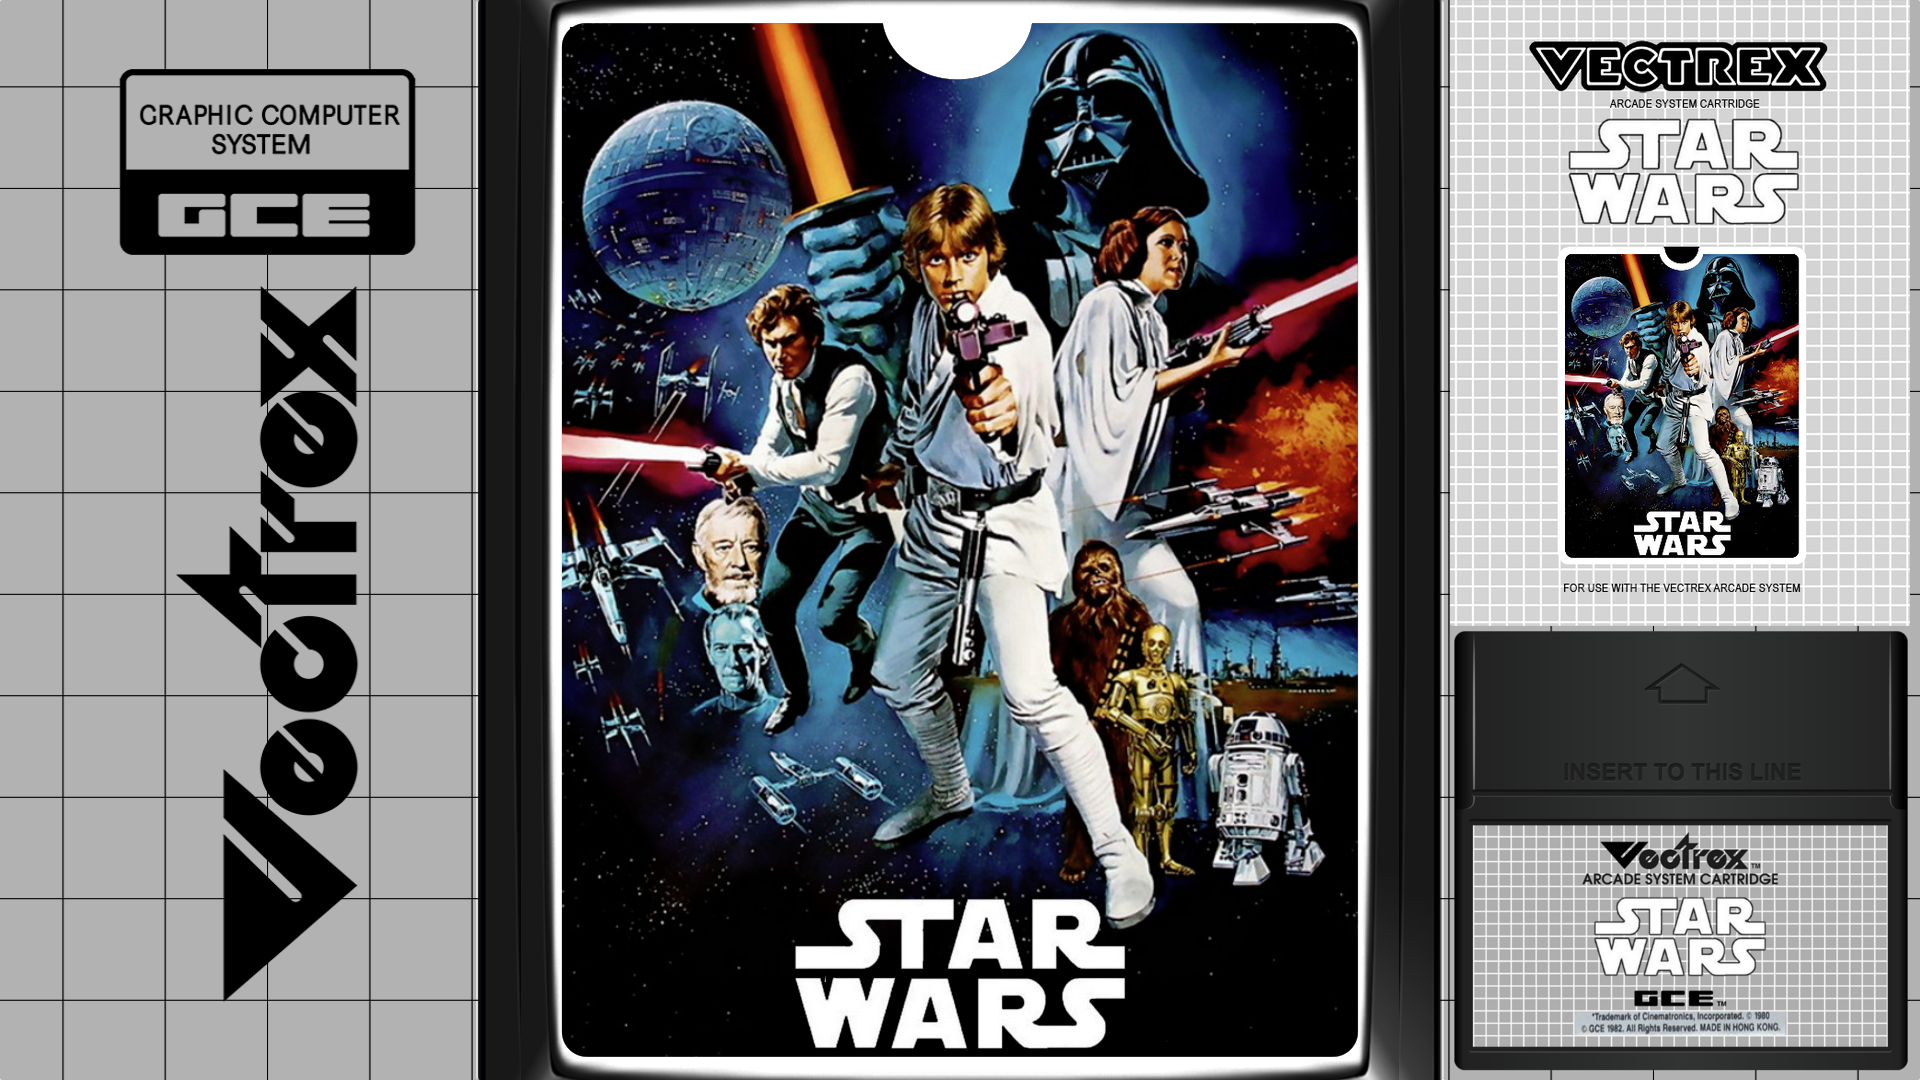 GRAPHIC COMPUTER
SYSTEM
GCE
Vectrex
STAR
WARS
VECTREX
ARCADE SYSTEM CARTRIDGE
STAR
WARS
STAR
WARS
FOR USE WITH THE VECTREX ARCADE SYSTEM
INSERT TO THIS LINE
Vectrex™
ARCADE SYSTEM CARTRIDGE
STAR
WARS
GCE™
*Trademark of Cinematronics, Incorporated. © 1980
© GCE 1982. All Rights Reserved. MADE IN HONG KONG.